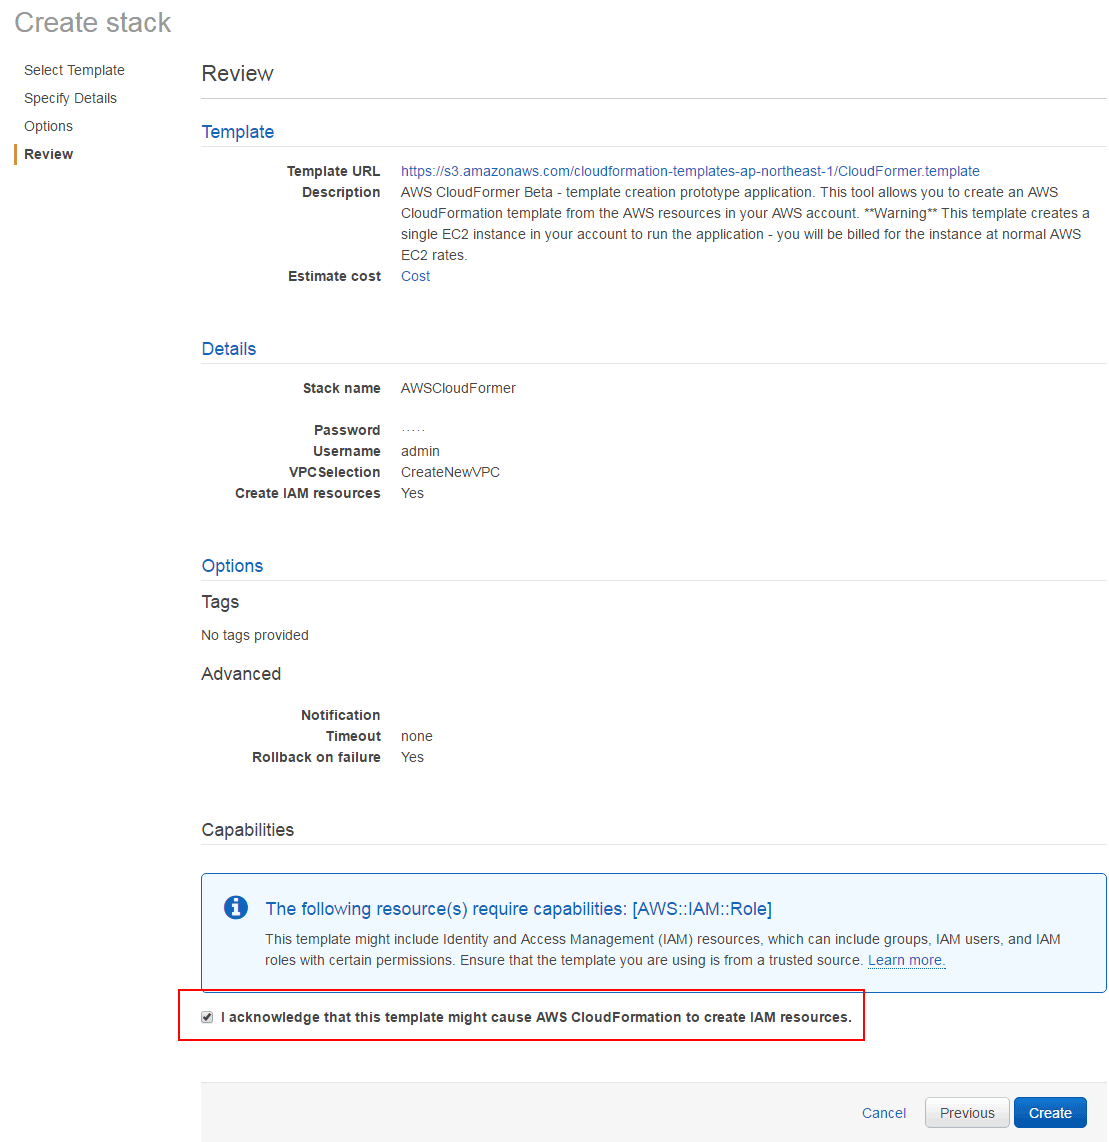 Create stack
Select Template
Specify Details
Options
Review
Review
Template
Template URL https://s3.amazonaws.com/cloudformation-templates-ap-northeast-1/CloudFormer.template
Description AWS CloudFormer Beta - template creation prototype application. This tool allows you to create an AWS
CloudFormation template from the AWS resources in your AWS account. **Warning** This template creates a
single EC2 instance in your account to run the application - you will be billed for the instance at normal AWS
EC2 rates.
Estimate cost Cost
Details
Stack name AWSCloudFormer
Password ·····
Username admin
VPCSelection CreateNewVPC
Create IAM resources Yes
Options
Tags
No tags provided
Advanced
Notification
Timeout none
Rollback on failure Yes
Capabilities
The following resource(s) require capabilities: [AWS::IAM::Role]
This template might include Identity and Access Management (IAM) resources, which can include groups, IAM users, and IAM
roles with certain permissions. Ensure that the template you are using is from a trusted source. Learn more.
I acknowledge that this template might cause AWS CloudFormation to create IAM resources.
Cancel Previous Create